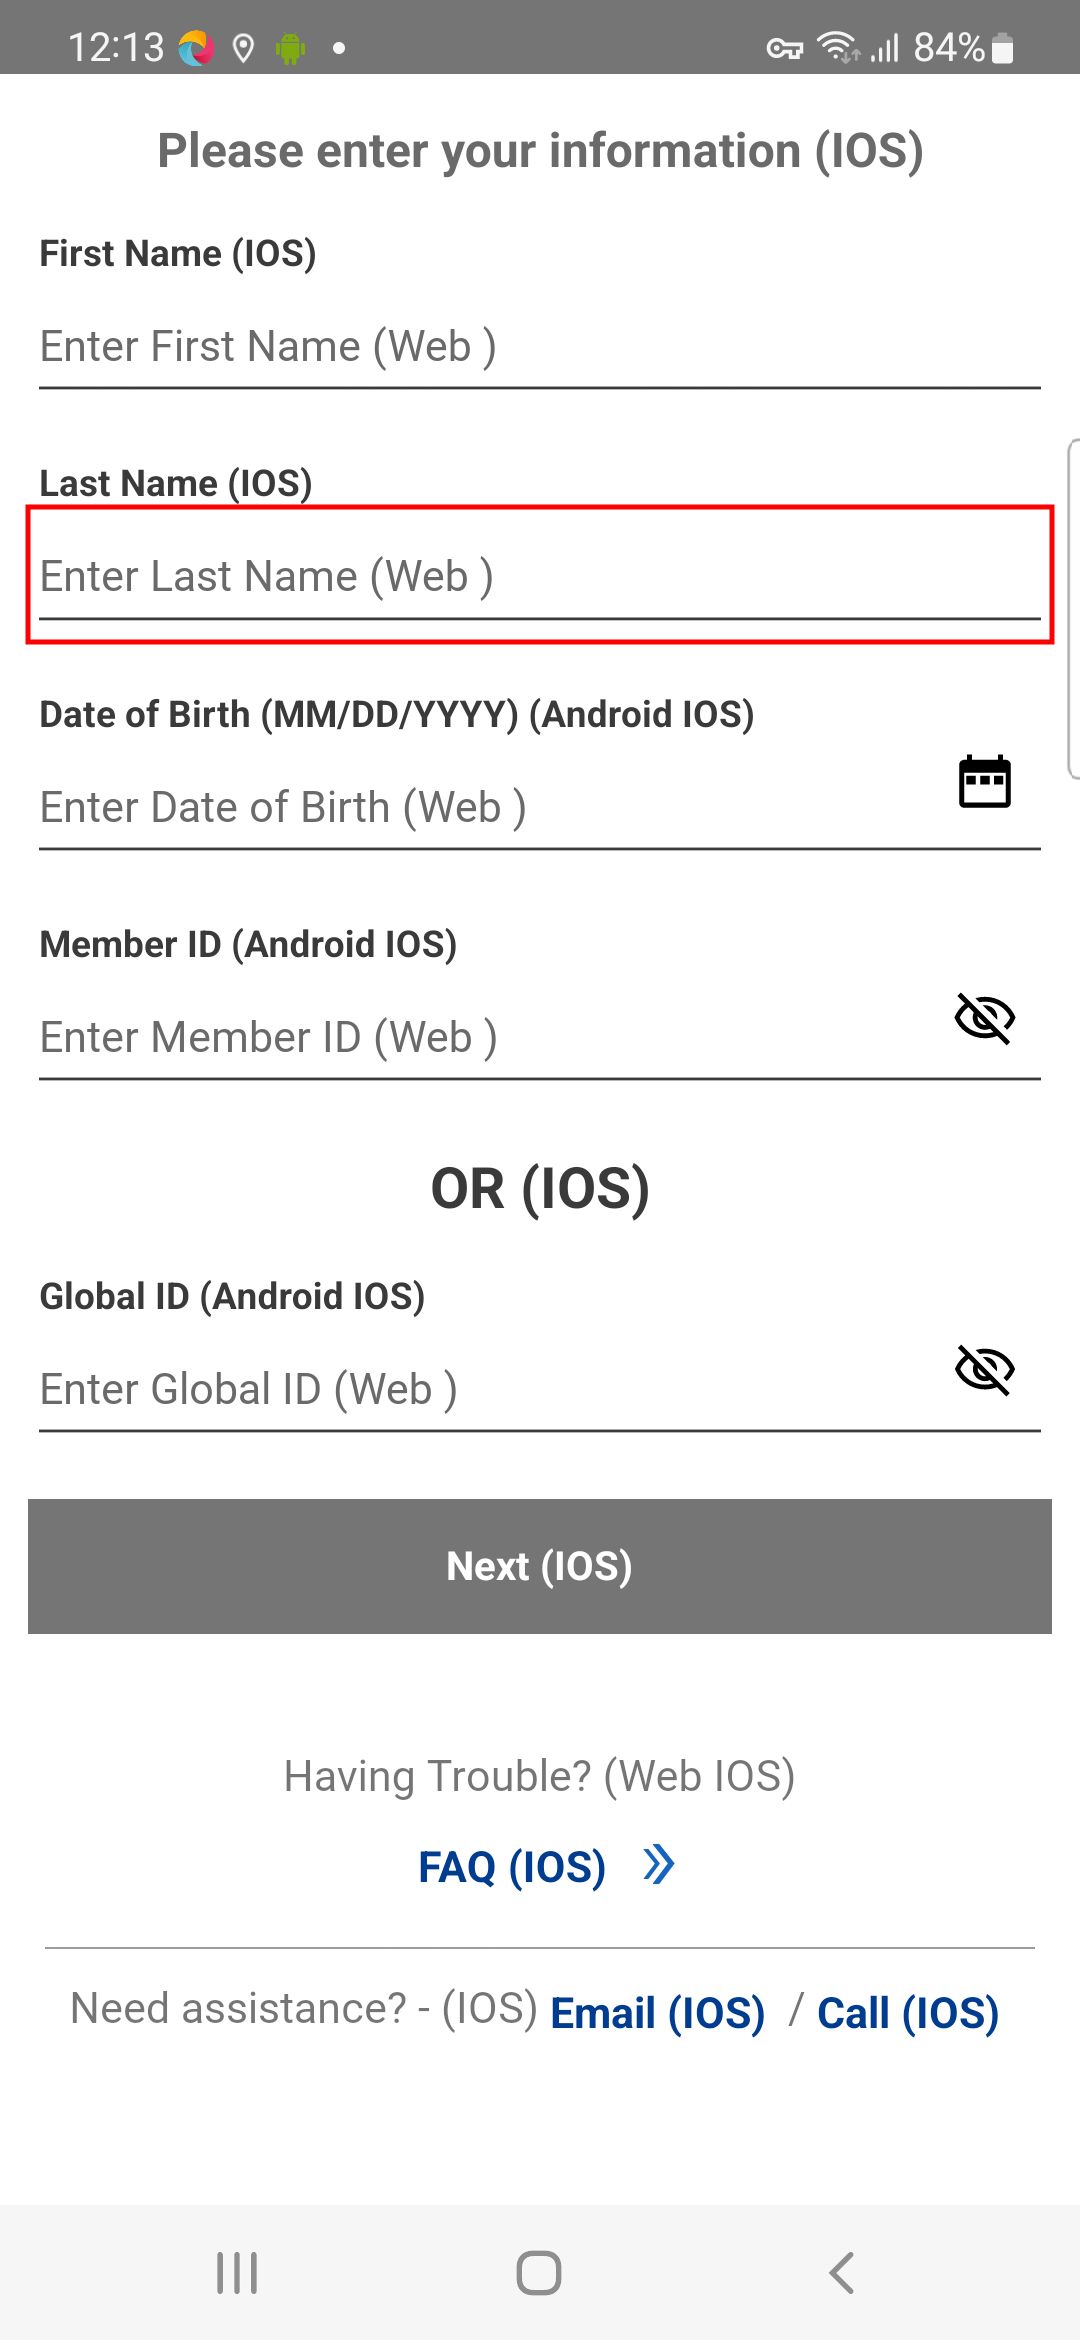 12:13
84%
Please enter your information (IOS)
First Name (IOS)
Enter First Name (Web )
Last Name (IOS)
Enter Last Name (Web )
Date of Birth (MM/DD/YYYY) (Android IOS)
Enter Date of Birth (Web )
Member ID (Android IOS)
Enter Member ID (Web )
OR (IOS)
Global ID (Android IOS)
Enter Global ID (Web )
Next (IOS)
Having Trouble? (Web IOS)
FAQ (IOS)
Need assistance? - (IOS) Email (IOS) / Call (IOS)